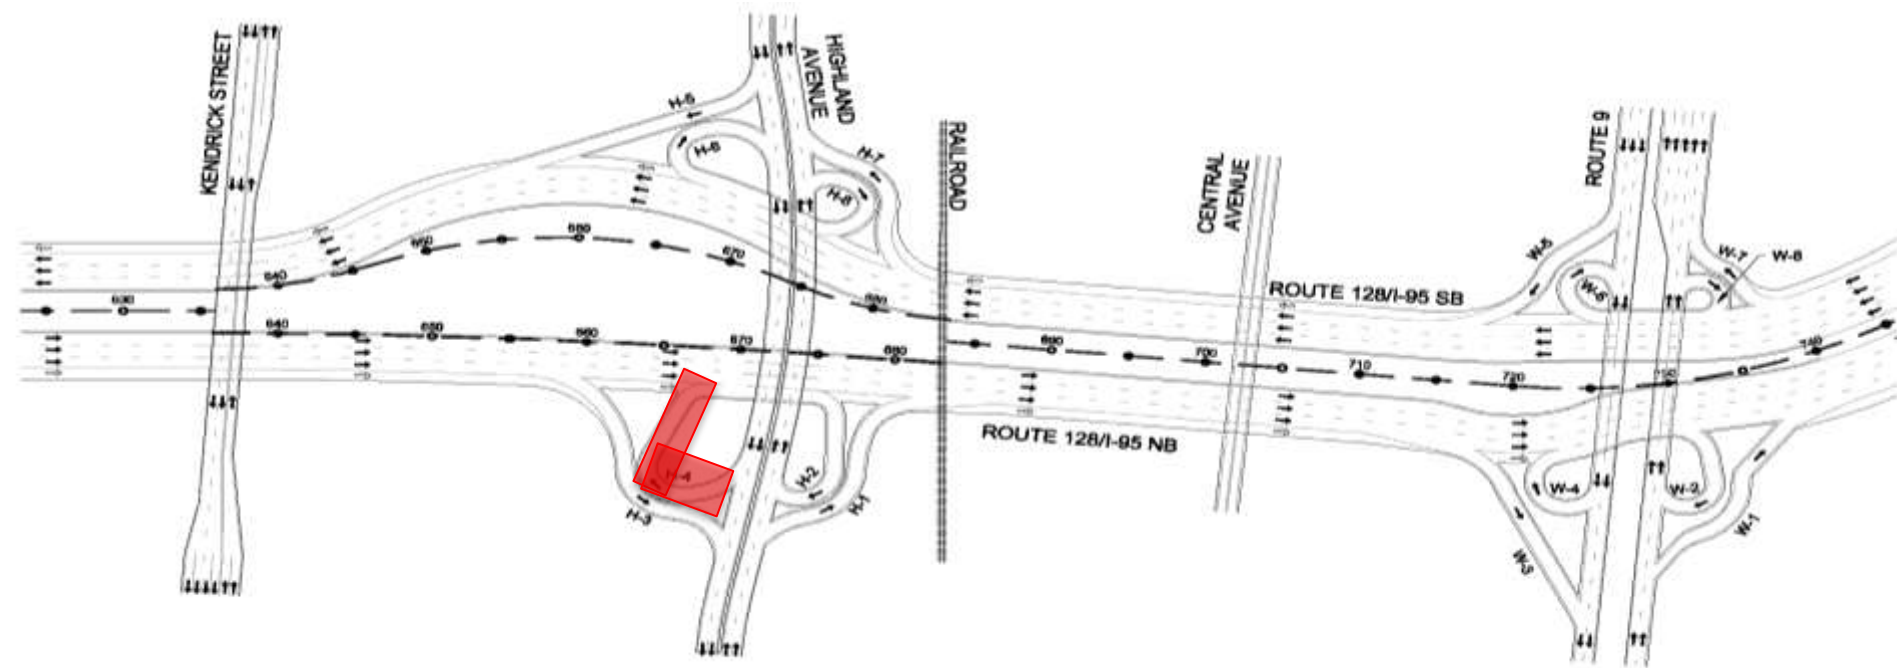 KENDRICK STREET
HIGHLAND
AVENUE
RAILROAD
CENTRAL
AVENUE
ROUTE 9
H-5
H-6
H-7
H-8
W-5
W-6
W-7
W-8
ROUTE 128/I-95 SB
630
640
650
660
670
680
640
650
660
670
680
690
700
710
720
730
740
ROUTE 128/I-95 NB
H-4
H-3
H-2
H-1
W-4
W-3
W-2
W-1